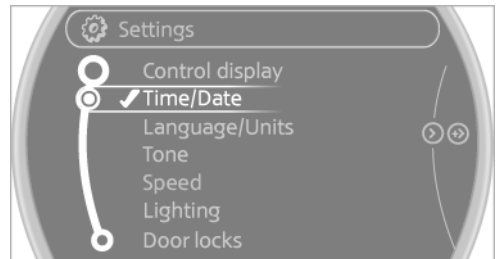 Settings
Control display
Time/Date
Language/Units
Tone
Speed
Lighting
Door locks